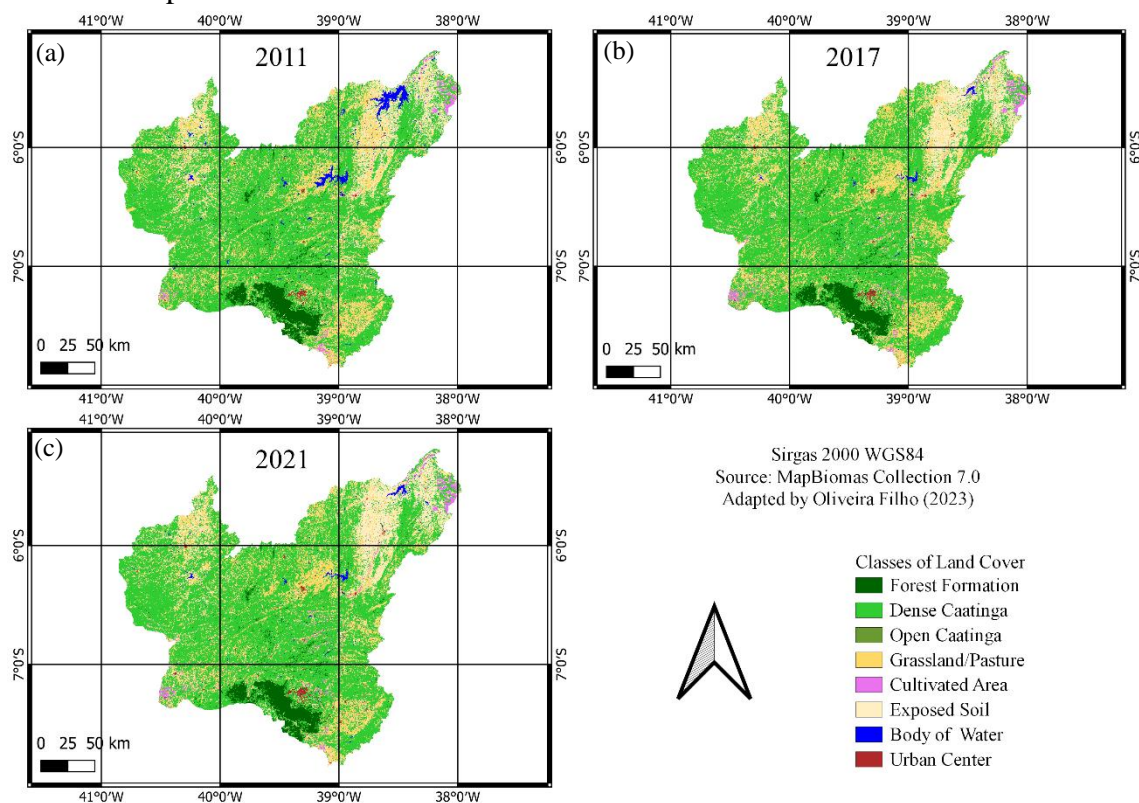 (a)
2011
41°0'W 40°0'W 39°0'W 38°0'W
6°0'S
7°0'S
6°0'S
7°0'S
0 25 50 km
41°0'W 40°0'W 39°0'W 38°0'W
(b)
2017
41°0'W 40°0'W 39°0'W 38°0'W
6°0'S
7°0'S
6°0'S
7°0'S
0 25 50 km
41°0'W 40°0'W 39°0'W 38°0'W
(c)
2021
6°0'S
7°0'S
6°0'S
7°0'S
0 25 50 km
41°0'W 40°0'W 39°0'W 38°0'W
Sirgas 2000 WGS84
Source: MapBiomas Collection 7.0
Adapted by Oliveira Filho (2023)
Classes of Land Cover
Forest Formation
Dense Caatinga
Open Caatinga
Grassland/Pasture
Cultivated Area
Exposed Soil
Body of Water
Urban Center